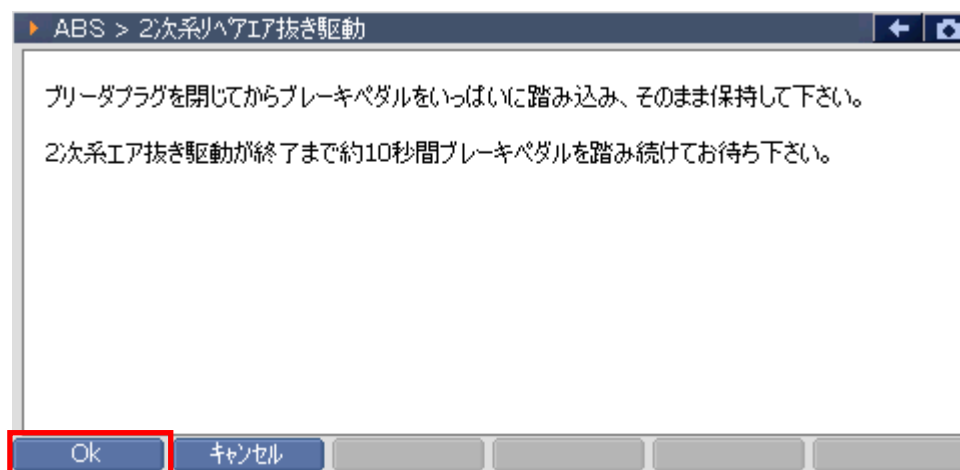 ABS > 2次系リペアエア抜き駆動
ブリーダプラグを閉じてからブレーキペダルをいっぱいに踏み込み、そのまま保持して下さい。
2次系エア抜き駆動が終了まで約10秒間ブレーキペダルを踏み続けてお待ち下さい。
Ok
キャンセル